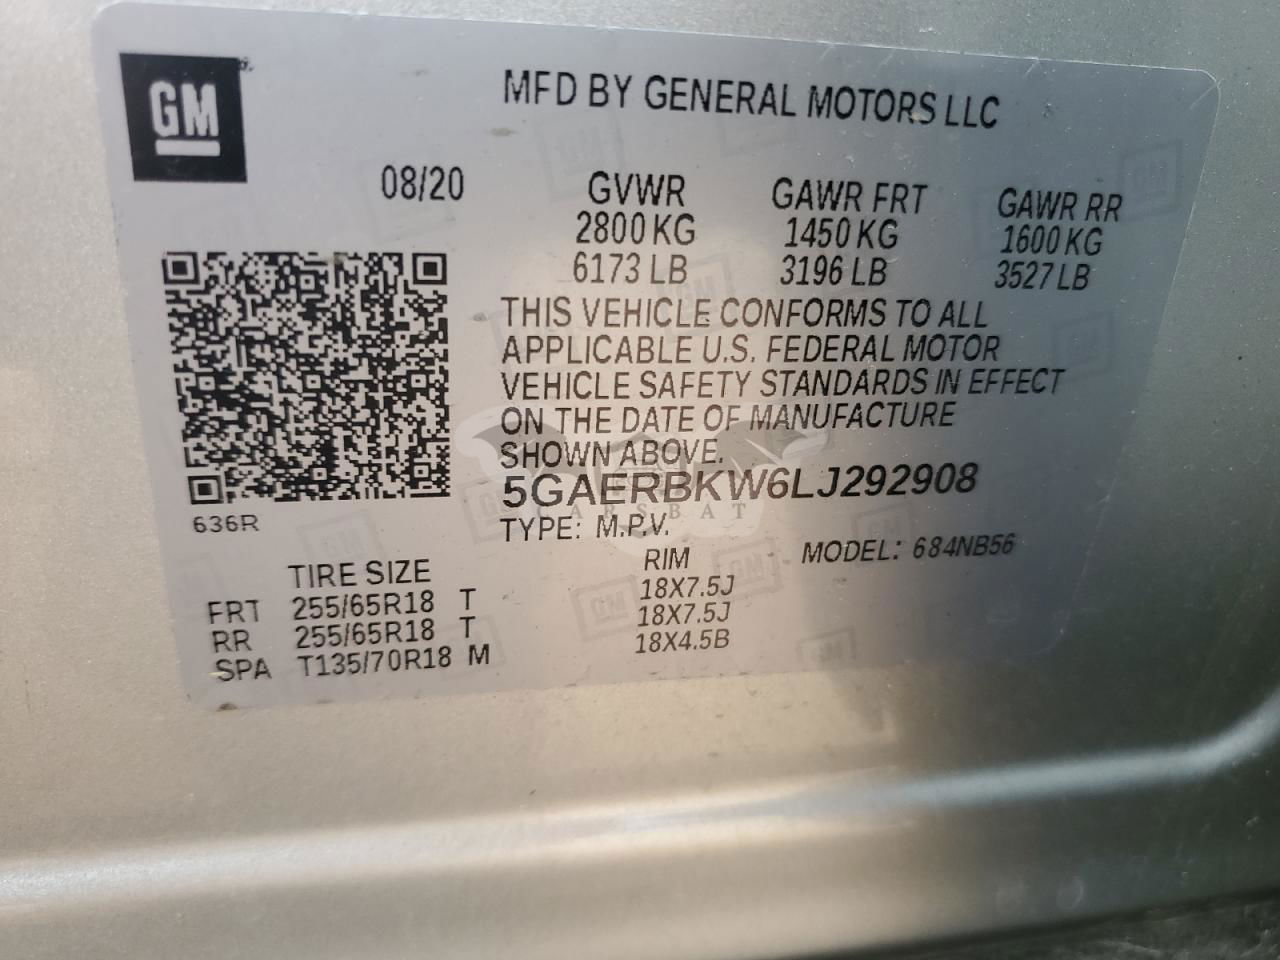 GM
MFD BY GENERAL MOTORS LLC
08/20
GVWR GAWR FRT GAWR RR
2800 KG 1450 KG 1600 KG
6173 LB 3196 LB 3527 LB
THIS VEHICLE CONFORMS TO ALL
APPLICABLE U.S. FEDERAL MOTOR
VEHICLE SAFETY STANDARDS IN EFFECT
ON THE DATE OF MANUFACTURE
SHOWN ABOVE.
5GAERBKW6LJ292908
CARSBAT
636R
TYPE: M.P.V. MODEL: 684NB56
TIRE SIZE RIM
FRT 255/65R18 T 18X7.5J
RR 255/65R18 T 18X7.5J
SPA T135/70R18 M 18X4.5B